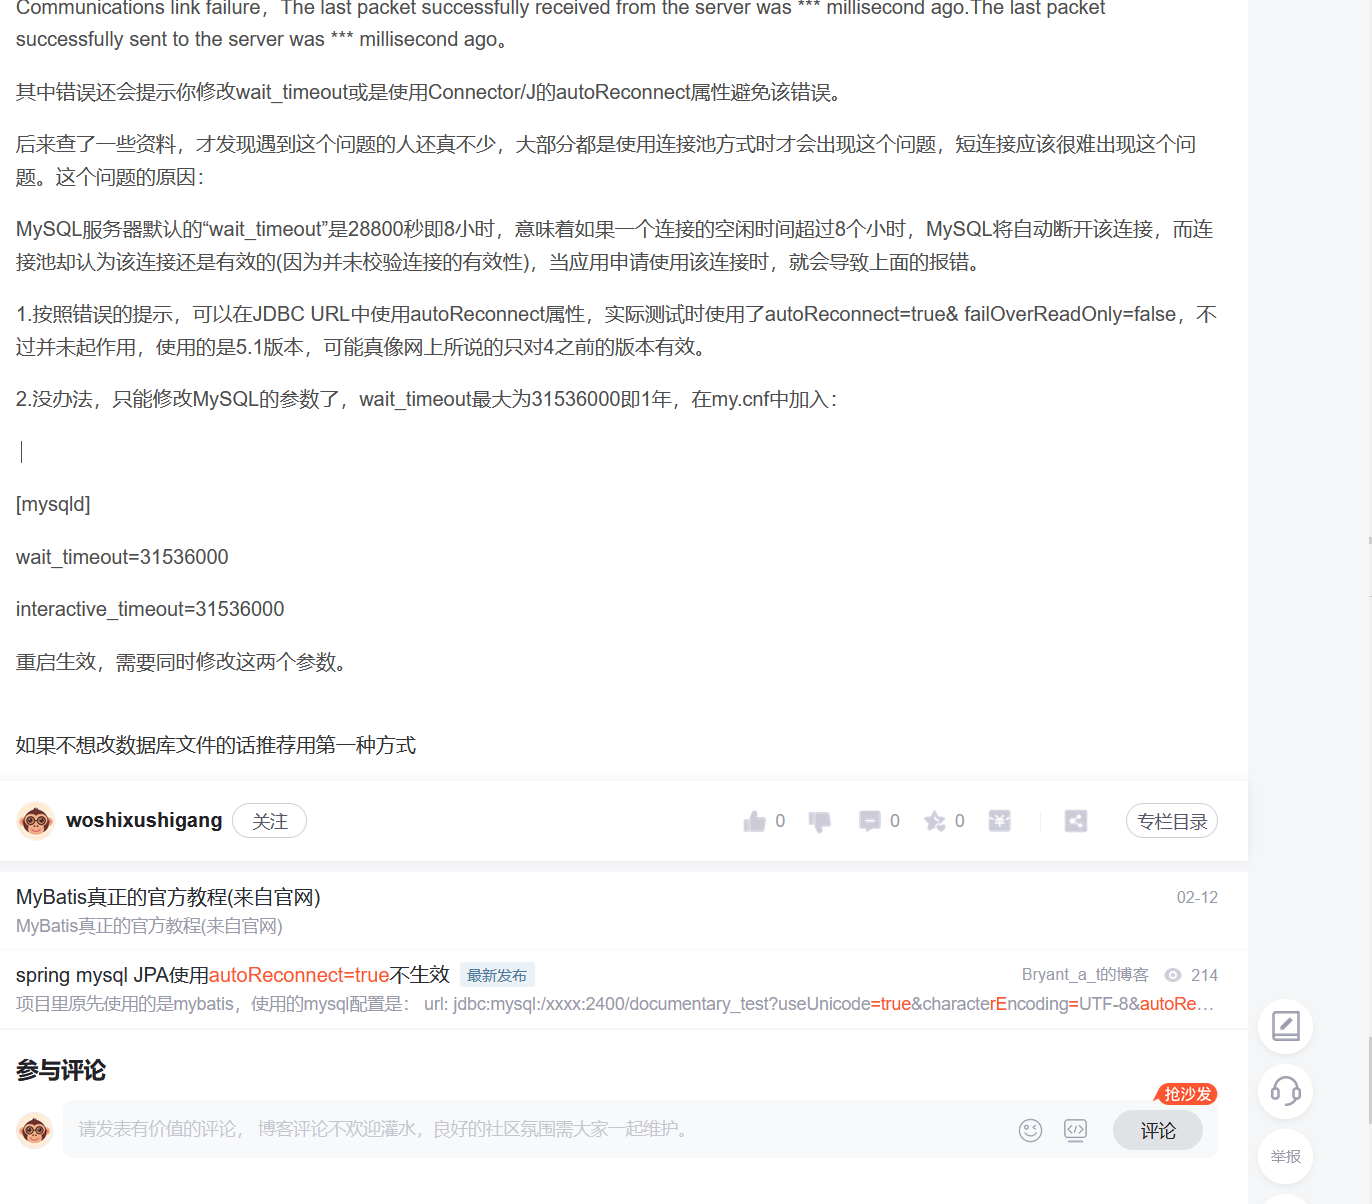 Communications link failure，The last packet successfully received from the server was *** millisecond ago.The last packet
successfully sent to the server was *** millisecond ago。
其中错误还会提示你修改wait_timeout或是使用Connector/J的autoReconnect属性避免该错误。
后来查了一些资料，才发现遇到这个问题的人还真不少，大部分都是使用连接池方式时才会出现这个问题，短连接应该很难出现这个问
题。这个问题的原因：
MySQL服务器默认的“wait_timeout”是28800秒即8小时，意味着如果一个连接的空闲时间超过8个小时，MySQL将自动断开该连接，而连
接池却认为该连接还是有效的(因为并未校验连接的有效性)，当应用申请使用该连接时，就会导致上面的报错。
1.按照错误的提示，可以在JDBC URL中使用autoReconnect属性，实际测试时使用了autoReconnect=true& failOverReadOnly=false，不
过并未起作用，使用的是5.1版本，可能真像网上所说的只对4之前的版本有效。
2.没办法，只能修改MySQL的参数了，wait_timeout最大为31536000即1年，在my.cnf中加入：
|
[mysqld]
wait_timeout=31536000
interactive_timeout=31536000
重启生效，需要同时修改这两个参数。
如果不想改数据库文件的话推荐用第一种方式
woshixushigang 关注 0 0 0 专栏目录
MyBatis真正的官方教程(来自官网) 02-12
MyBatis真正的官方教程(来自官网)
spring mysql JPA使用autoReconnect=true不生效 最新发布 Bryant_a_t的博客 214
项目里原先使用的是mybatis，使用的mysql配置是： url: jdbc:mysql:/xxxx:2400/documentary_test?useUnicode=true&characterEncoding=UTF-8&autoRe…
参与评论
抢沙发
请发表有价值的评论， 博客评论不欢迎灌水，良好的社区氛围需大家一起维护。 评论
举报